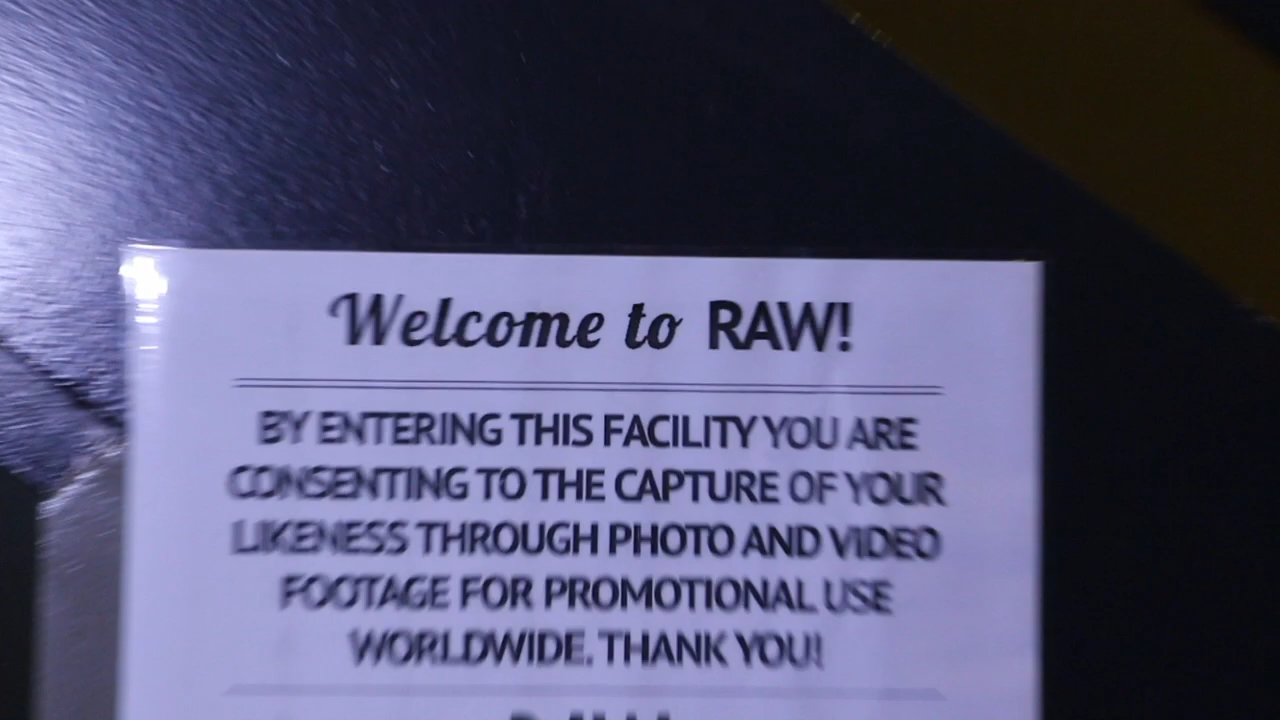 Welcome to RAW!
BY ENTERING THIS FACILITY YOU ARE
CONSENTING TO THE CAPTURE OF YOUR
LIKENESS THROUGH PHOTO AND VIDEO
FOOTAGE FOR PROMOTIONAL USE
WORLDWIDE. THANK YOU!